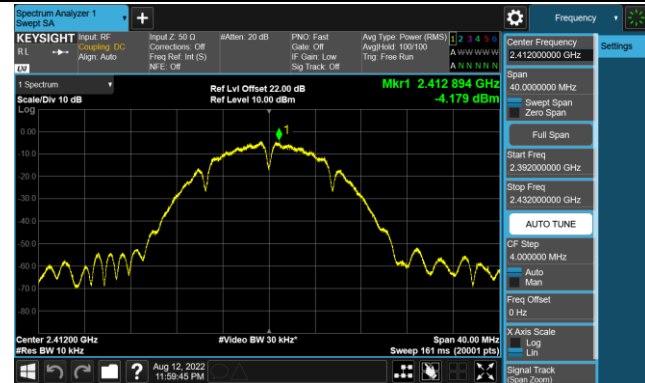 Spectrum Analyzer 1
Swept SA
+
Frequency
KEYSIGHT
RL
LXI
Input: RF
Coupling: DC
Align: Auto
Input Z: 50 Ω
Corrections: Off
Freq Ref: Int (S)
NFE: Off
#Atten: 20 dB
PNO: Fast
Gate: Off
IF Gain: Low
Sig Track: Off
Avg Type: Power (RMS)
Avg|Hold: 100/100
Trig: Free Run
1 2 3 4 5 6
A W W W W W
A N N N N N
1 Spectrum
Scale/Div 10 dB
Log
Ref Lvl Offset 22.00 dB
Ref Level 10.00 dBm
Mkr1 2.412 894 GHz
-4.179 dBm
1
0.00
-10.0
-20.0
-30.0
-40.0
-50.0
-60.0
-70.0
-80.0
Center 2.41200 GHz
#Res BW 10 kHz
#Video BW 30 kHz*
Span 40.00 MHz
Sweep 161 ms (20001 pts)
Center Frequency
2.412000000 GHz
Span
40.0000000 MHz
Swept Span
Zero Span
Full Span
Start Freq
2.392000000 GHz
Stop Freq
2.432000000 GHz
AUTO TUNE
CF Step
4.000000 MHz
Auto
Man
Freq Offset
0 Hz
X Axis Scale
Log
Lin
Signal Track
(Span Zoom)
Settings
?
Aug 12, 2022
11:59:45 PM